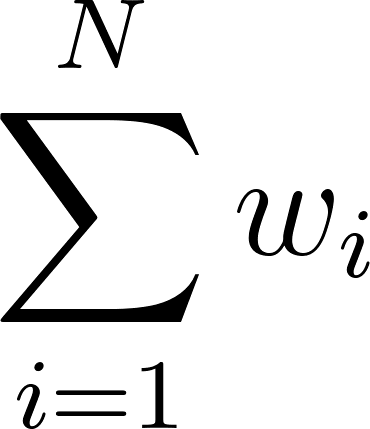 N
∑ w_i
i=1